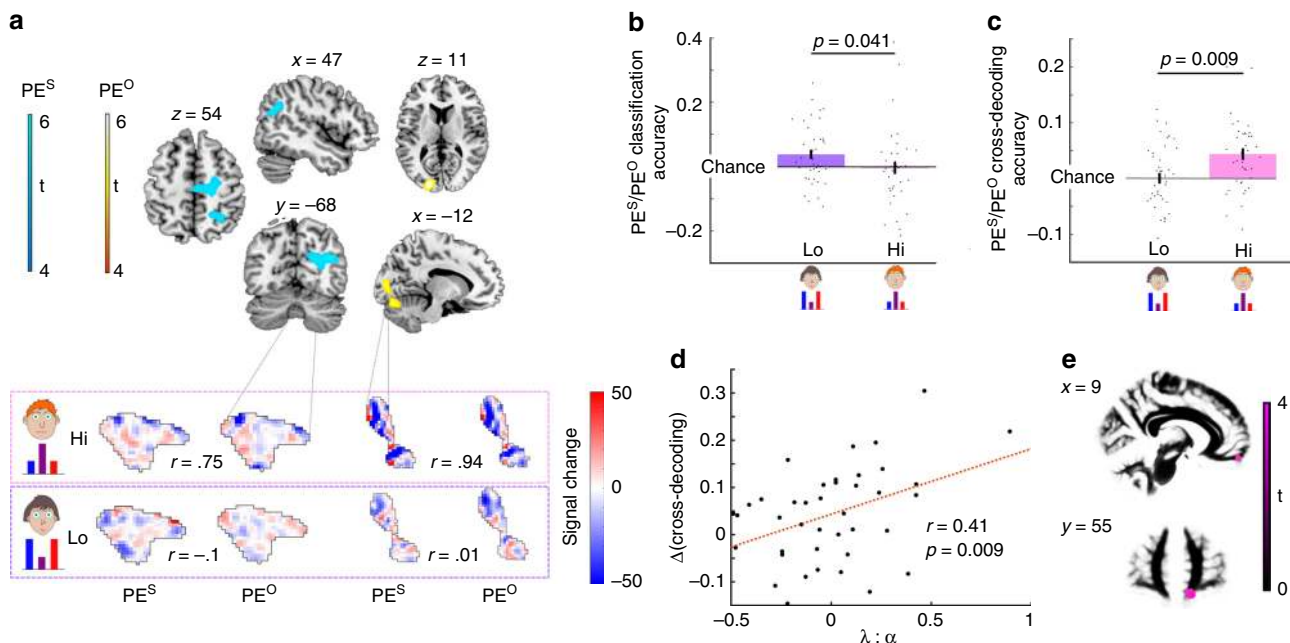 a
PE^S
PE^O
6
6
t
t
4
4
z = 54
x = 47
z = 11
y = −68
x = −12
Hi
r = .75
r = .94
Lo
r = −.1
r = .01
PE^S
PE^O
PE^S
PE^O
50
0
−50
Signal change
b
PE^S/PE^O classification
accuracy
0.4
0.2
Chance
−0.2
p = 0.041
Lo
Hi
c
PE^S/PE^O cross-decoding
accuracy
0.2
0.1
Chance
−0.1
p = 0.009
Lo
Hi
d
Δ(cross-decoding)
0.3
0.2
0.1
0
−0.1
r = 0.41
p = 0.009
−0.5
0
0.5
1
λ : α
e
x = 9
y = 55
4
t
0